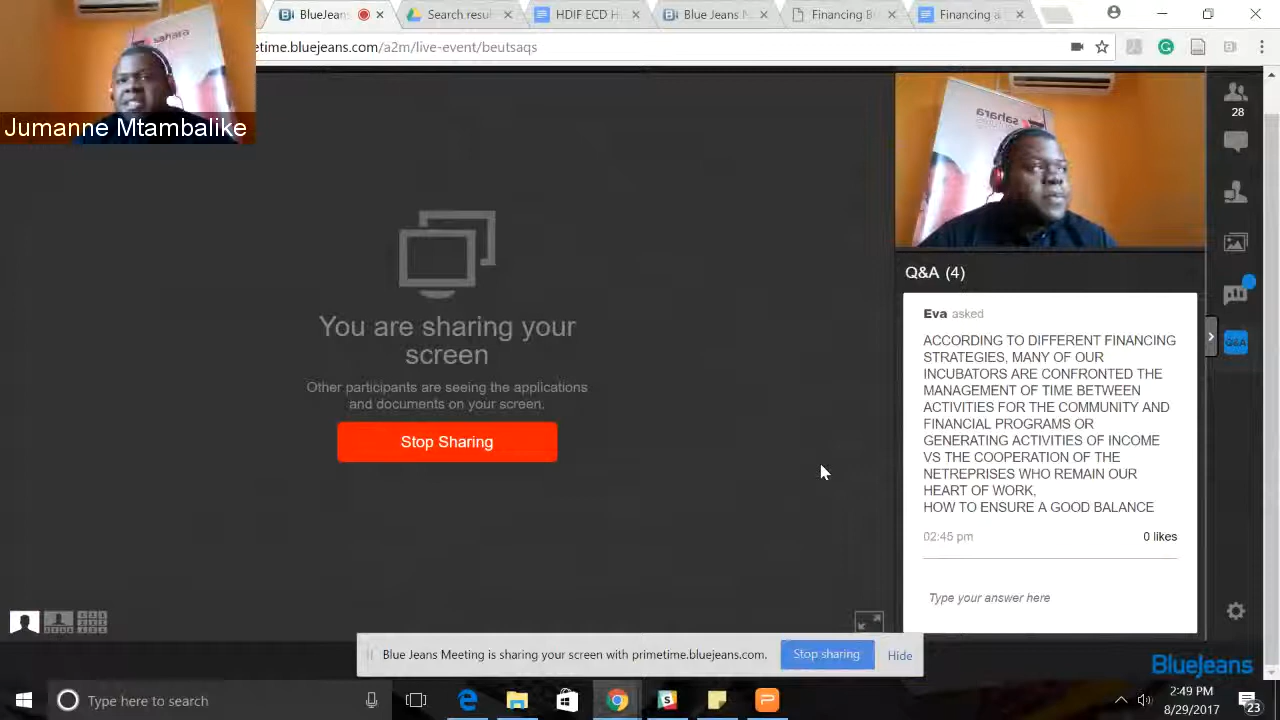 BlueJeans
Search result
HDIF ECD H
Blue Jeans M
Financing B
Financing a
etime.bluejeans.com/a2m/live-event/beutsaqs
sahara
Jumanne Mtambalike
sahara
28
You are sharing your
screen
Other participants are seeing the applications
and documents on your screen.
Stop Sharing
Q&A (4)
Eva asked
ACCORDING TO DIFFERENT FINANCING
STRATEGIES, MANY OF OUR
INCUBATORS ARE CONFRONTED THE
MANAGEMENT OF TIME BETWEEN
ACTIVITIES FOR THE COMMUNITY AND
FINANCIAL PROGRAMS OR
GENERATING ACTIVITIES OF INCOME
VS THE COOPERATION OF THE
NETREPRISES WHO REMAIN OUR
HEART OF WORK,
HOW TO ENSURE A GOOD BALANCE
02:45 pm
0 likes
Type your answer here
Q&A
Blue Jeans Meeting is sharing your screen with primetime.bluejeans.com.
Stop sharing
Hide
BlueJeans
Type here to search
2:49 PM
8/29/2017
23